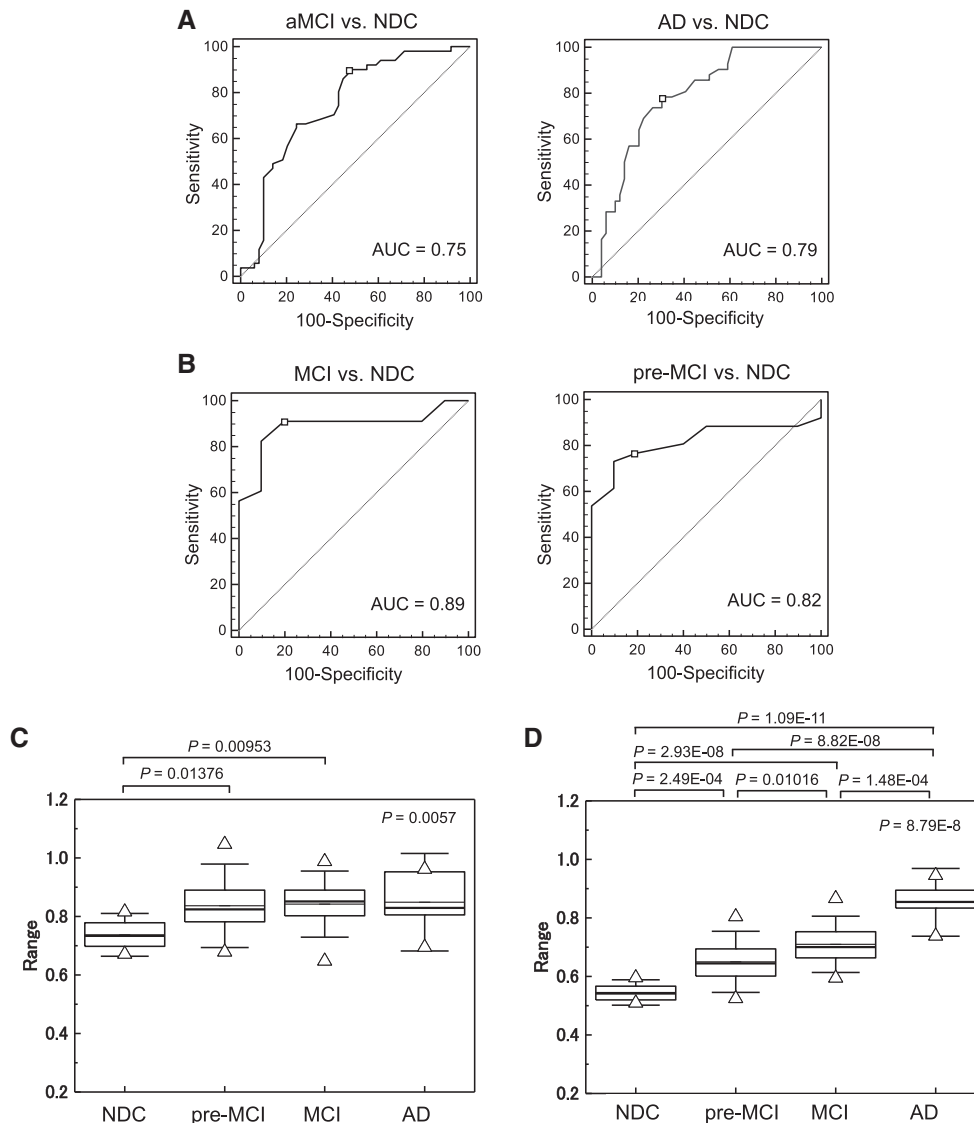 A
aMCI vs. NDC
AD vs. NDC
100
80
60
40
20
0
Sensitivity
AUC = 0.75
0 20 40 60 80 100
100-Specificity
100
80
60
40
20
0
Sensitivity
AUC = 0.79
0 20 40 60 80 100
100-Specificity
B
MCI vs. NDC
pre-MCI vs. NDC
100
80
60
40
20
0
Sensitivity
AUC = 0.89
0 20 40 60 80 100
100-Specificity
100
80
60
40
20
0
Sensitivity
AUC = 0.82
0 20 40 60 80 100
100-Specificity
C
P = 0.00953
P = 0.01376
P = 0.0057
1.2
1.0
0.8
0.6
0.4
0.2
Range
NDC pre-MCI MCI AD
D
P = 1.09E-11
P = 2.93E-08
P = 8.82E-08
P = 2.49E-04
P = 0.01016
P = 1.48E-04
P = 8.79E-8
1.2
1.0
0.8
0.6
0.4
0.2
Range
NDC pre-MCI MCI AD